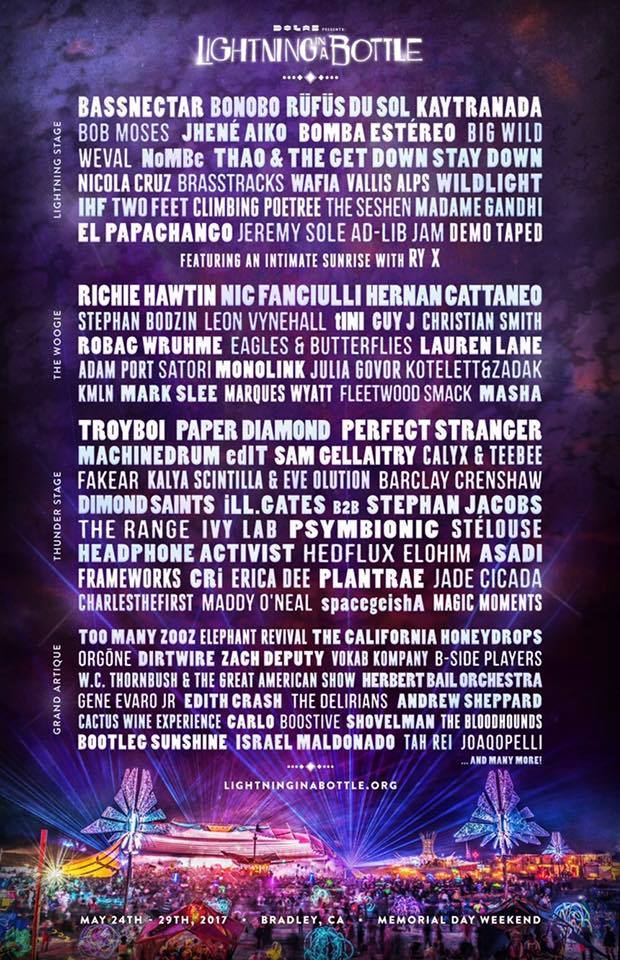 DO LAB PRESENTS:
LIGHTNING IN A BOTTLE
LIGHTNING STAGE
BASSNECTAR BONOBO RÜFÜS DU SOL KAYTRANADA
BOB MOSES JHENÉ AIKO BOMBA ESTÉREO BIG WILD
WEVAL NoMBe THAO & THE GET DOWN STAY DOWN
NICOLA CRUZ BRASSTRACKS WAFIA VALLIS ALPS WILDLIGHT
IHF TWO FEET CLIMBING POETREE THE SESHEN MADAME GANDHI
EL PAPACHANGO JEREMY SOLE AD-LIB JAM DEMO TAPED
FEATURING AN INTIMATE SUNRISE WITH RY X
THE WOOGIE
RICHIE HAWTIN NIC FANCIULLI HERNAN CATTANEO
STEPHAN BODZIN LEON VYNEHALL tINI GUY J CHRISTIAN SMITH
ROBAG WRUHME EAGLES & BUTTERFLIES LAUREN LANE
ADAM PORT SATORI MONOLINK JULIA GOVOR KOTELETT&ZADAK
KMLN MARK SLEE MARQUES WYATT FLEETWOOD SMACK MASHA
THUNDER STAGE
TROYBOI PAPER DIAMOND PERFECT STRANGER
MACHINEDRUM edIT SAM GELLAITRY CALYX & TEEBEE
FAKEAR KALYA SCINTILLA & EVE OLUTION BARCLAY CRENSHAW
DIMOND SAINTS iLL.GATES B2B STEPHAN JACOBS
THE RANGE IVY LAB PSYMBIONIC STÉLOUSE
HEADPHONE ACTIVIST HEDFLUX ELOHIM ASADI
FRAMEWORKS CRi ERICA DEE PLANTRAE JADE CICADA
CHARLESTHEFIRST MADDY O'NEAL spacegeishA MAGIC MOMENTS
GRAND ARTIQUE
TOO MANY ZOOZ ELEPHANT REVIVAL THE CALIFORNIA HONEYDROPS
ORGŌNE DIRTWIRE ZACH DEPUTY VOKAB KOMPANY B-SIDE PLAYERS
W.C. THORNBUSH & THE GREAT AMERICAN SHOW HERBERT BAIL ORCHESTRA
GENE EVARO JR EDITH CRASH THE DELIRIANS ANDREW SHEPPARD
CACTUS WINE EXPERIENCE CARLO BOOSTIVE SHOVELMAN THE BLOODHOUNDS
BOOTLEG SUNSHINE ISRAEL MALDONADO TAH REI JOAQOPELLI
... AND MANY MORE!
LIGHTNINGINABOTTLE.ORG
MAY 24TH - 29TH, 2017 • BRADLEY, CA • MEMORIAL DAY WEEKEND